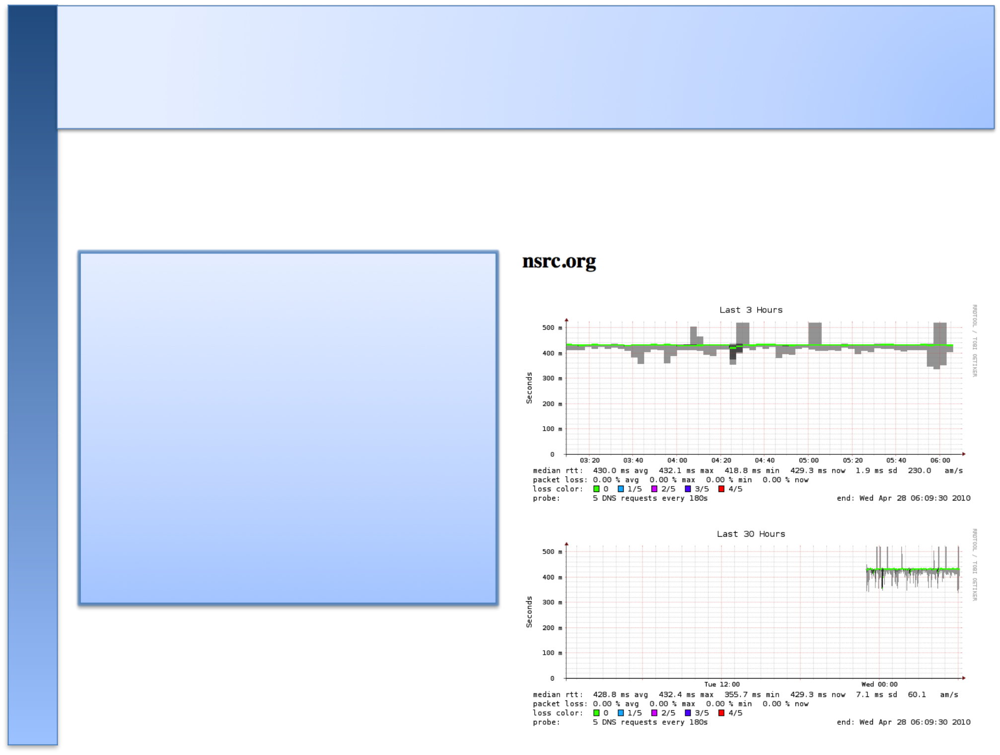 nsrc.org
Last 3 Hours
RRDTOOL / TOBI OETIKER
500 m
400 m
300 m
200 m
100 m
0
Seconds
03:20 03:40 04:00 04:20 04:40 05:00 05:20 05:40 06:00
median rtt: 430.0 ms avg 432.1 ms max 418.8 ms min 429.3 ms now 1.9 ms sd 230.0 am/s
packet loss: 0.00 % avg 0.00 % max 0.00 % min 0.00 % now
loss color: 0 1/5 2/5 3/5 4/5
probe: 5 DNS requests every 180s end: Wed Apr 28 06:09:30 2010
Last 30 Hours
RRDTOOL / TOBI OETIKER
500 m
400 m
300 m
200 m
100 m
0
Seconds
Tue 12:00 Wed 00:00
median rtt: 428.8 ms avg 432.4 ms max 355.7 ms min 429.3 ms now 7.1 ms sd 60.1 am/s
packet loss: 0.00 % avg 0.00 % max 0.00 % min 0.00 % now
loss color: 0 1/5 2/5 3/5 4/5
probe: 5 DNS requests every 180s end: Wed Apr 28 06:09:30 2010